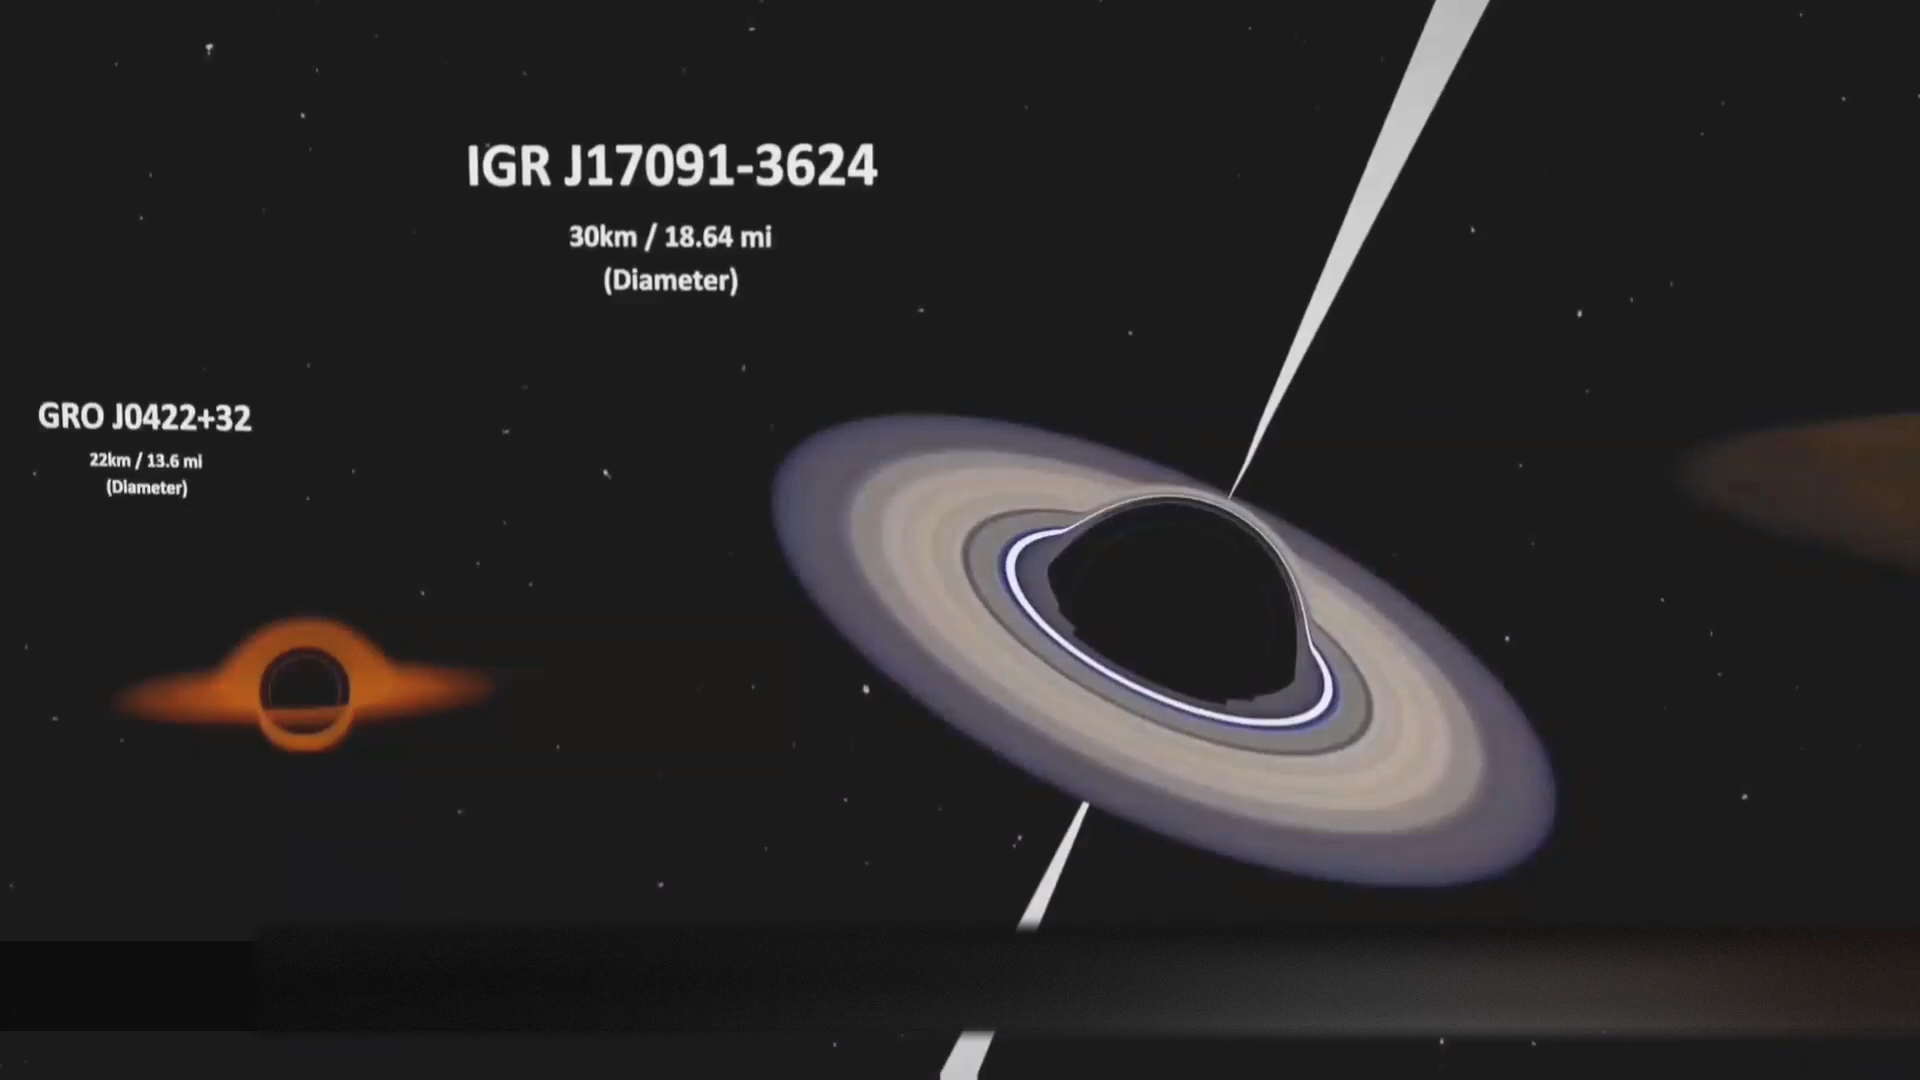 IGR J17091-3624
30km / 18.64 mi
(Diameter)
GRO J0422+32
22km / 13.6 mi
(Diameter)